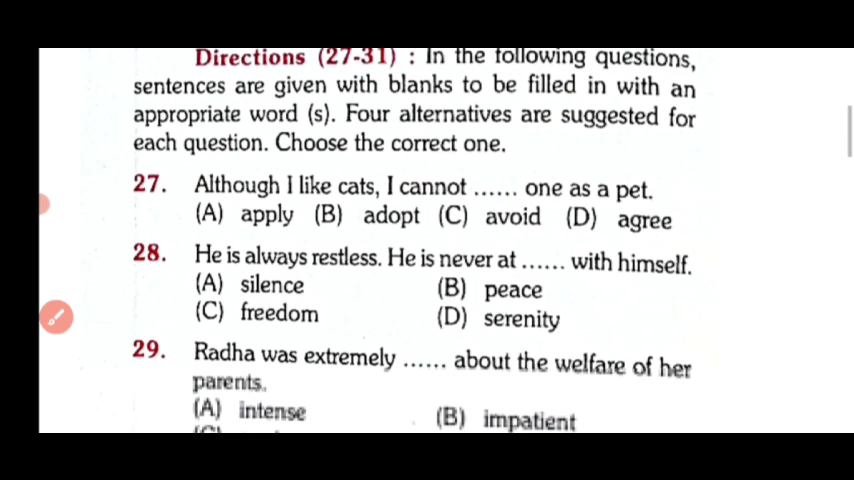 Directions (27-31) : In the following questions,
sentences are given with blanks to be filled in with an
appropriate word (s). Four alternatives are suggested for
each question. Choose the correct one.
27. Although I like cats, I cannot ...... one as a pet.
(A) apply (B) adopt (C) avoid (D) agree
28. He is always restless. He is never at ...... with himself.
(A) silence (B) peace
(C) freedom (D) serenity
29. Radha was extremely ...... about the welfare of her
parents.
(A) intense (B) impatient